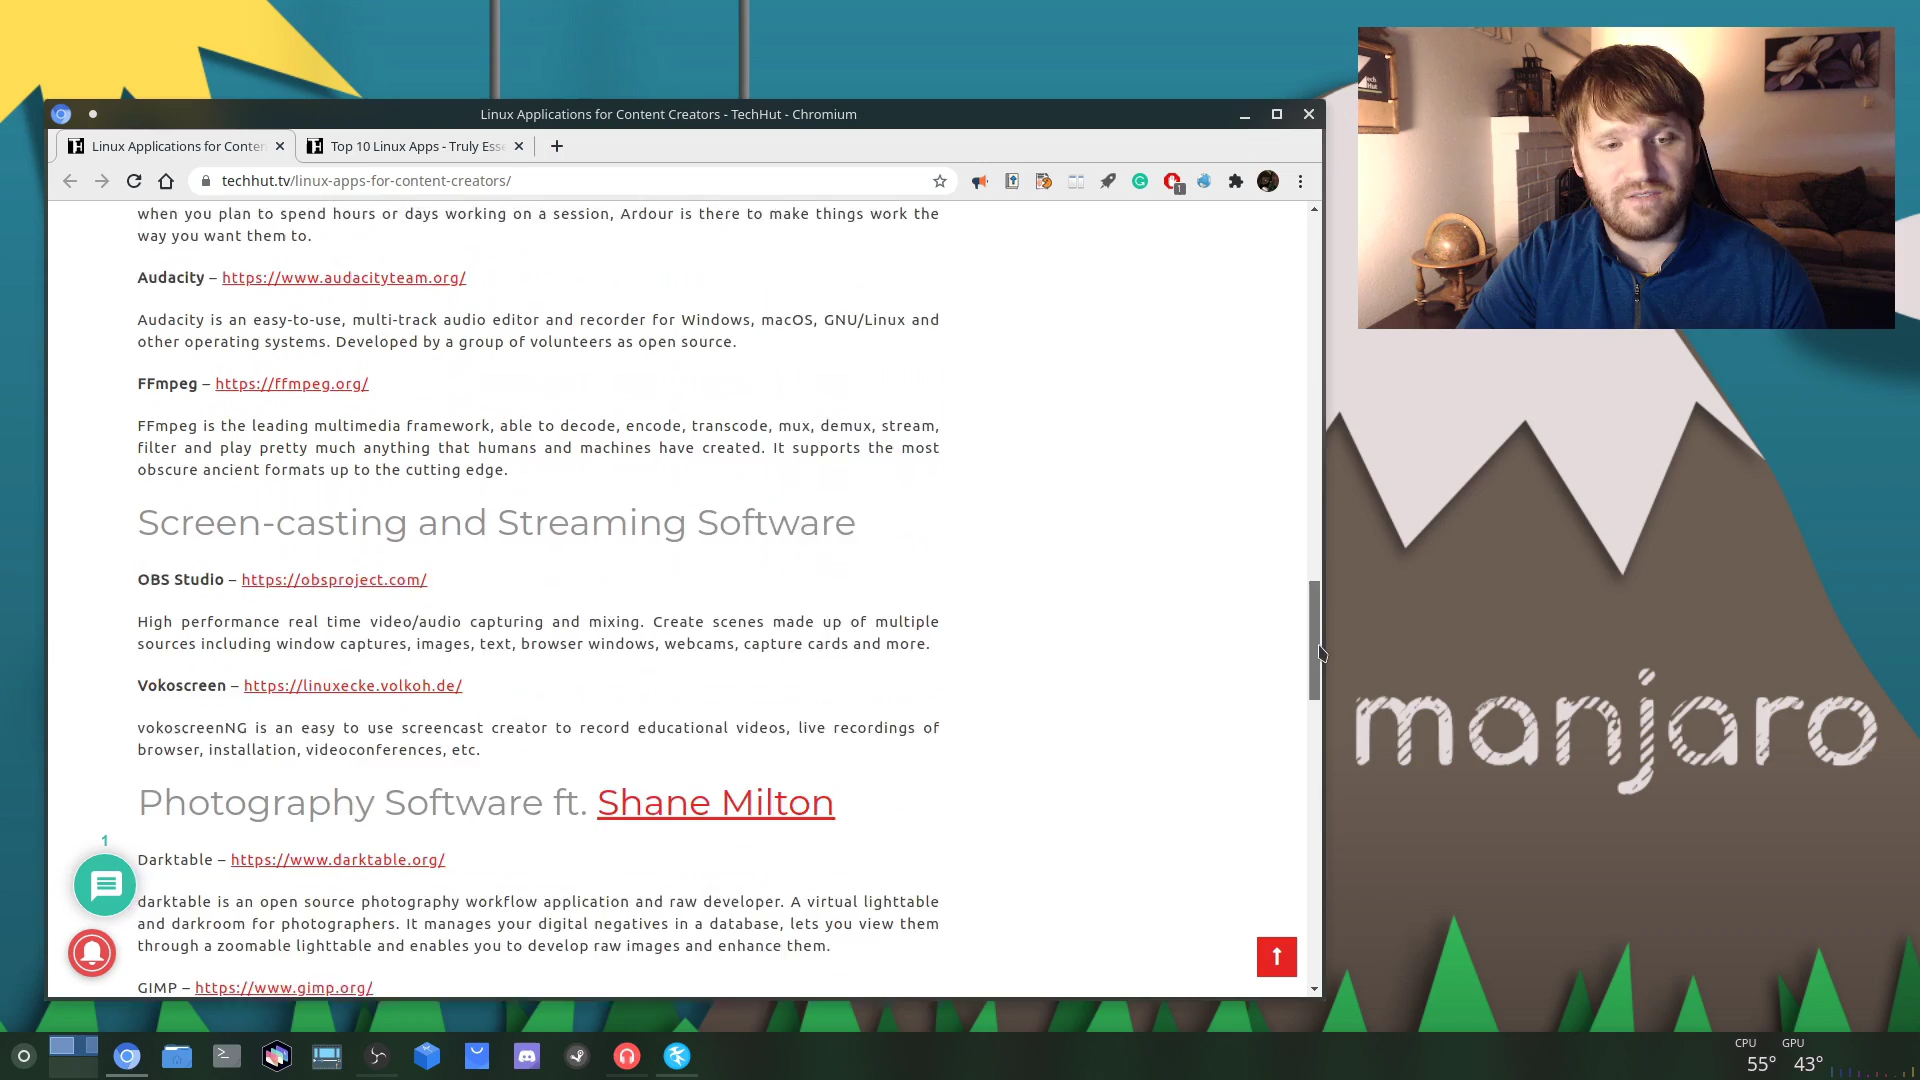 Linux Applications for Content Creators - TechHut - Chromium
Linux Applications for Conten
Top 10 Linux Apps - Truly Esse
techhut.tv/linux-apps-for-content-creators/
1
when you plan to spend hours or days working on a session, Ardour is there to make things work the
way you want them to.
Audacity – https://www.audacityteam.org/
Audacity is an easy-to-use, multi-track audio editor and recorder for Windows, macOS, GNU/Linux and
other operating systems. Developed by a group of volunteers as open source.
FFmpeg – https://ffmpeg.org/
FFmpeg is the leading multimedia framework, able to decode, encode, transcode, mux, demux, stream,
filter and play pretty much anything that humans and machines have created. It supports the most
obscure ancient formats up to the cutting edge.
Screen-casting and Streaming Software
OBS Studio – https://obsproject.com/
High performance real time video/audio capturing and mixing. Create scenes made up of multiple
sources including window captures, images, text, browser windows, webcams, capture cards and more.
Vokoscreen – https://linuxecke.volkoh.de/
vokoscreenNG is an easy to use screencast creator to record educational videos, live recordings of
browser, installation, videoconferences, etc.
Photography Software ft. Shane Milton
1
Darktable – https://www.darktable.org/
darktable is an open source photography workflow application and raw developer. A virtual lighttable
and darkroom for photographers. It manages your digital negatives in a database, lets you view them
through a zoomable lighttable and enables you to develop raw images and enhance them.
GIMP – https://www.gimp.org/
manjaro
CPU GPU
55° 43°